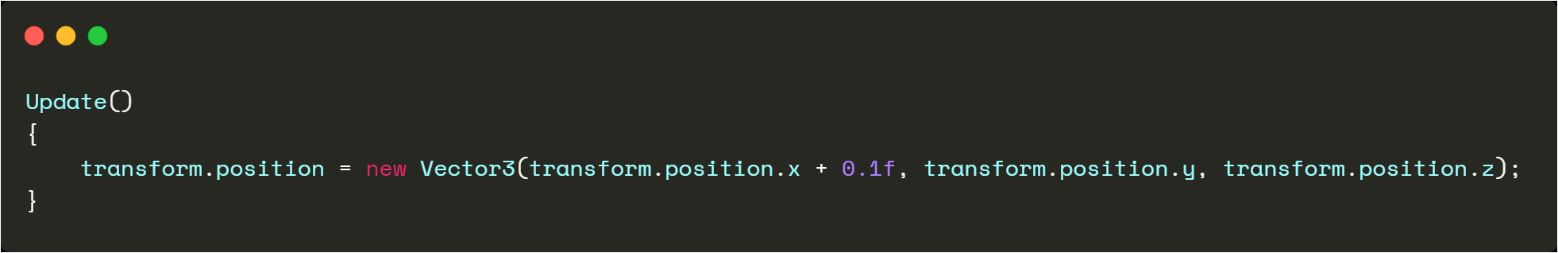 Update()
{
    transform.position = new Vector3(transform.position.x + 0.1f, transform.position.y, transform.position.z);
}